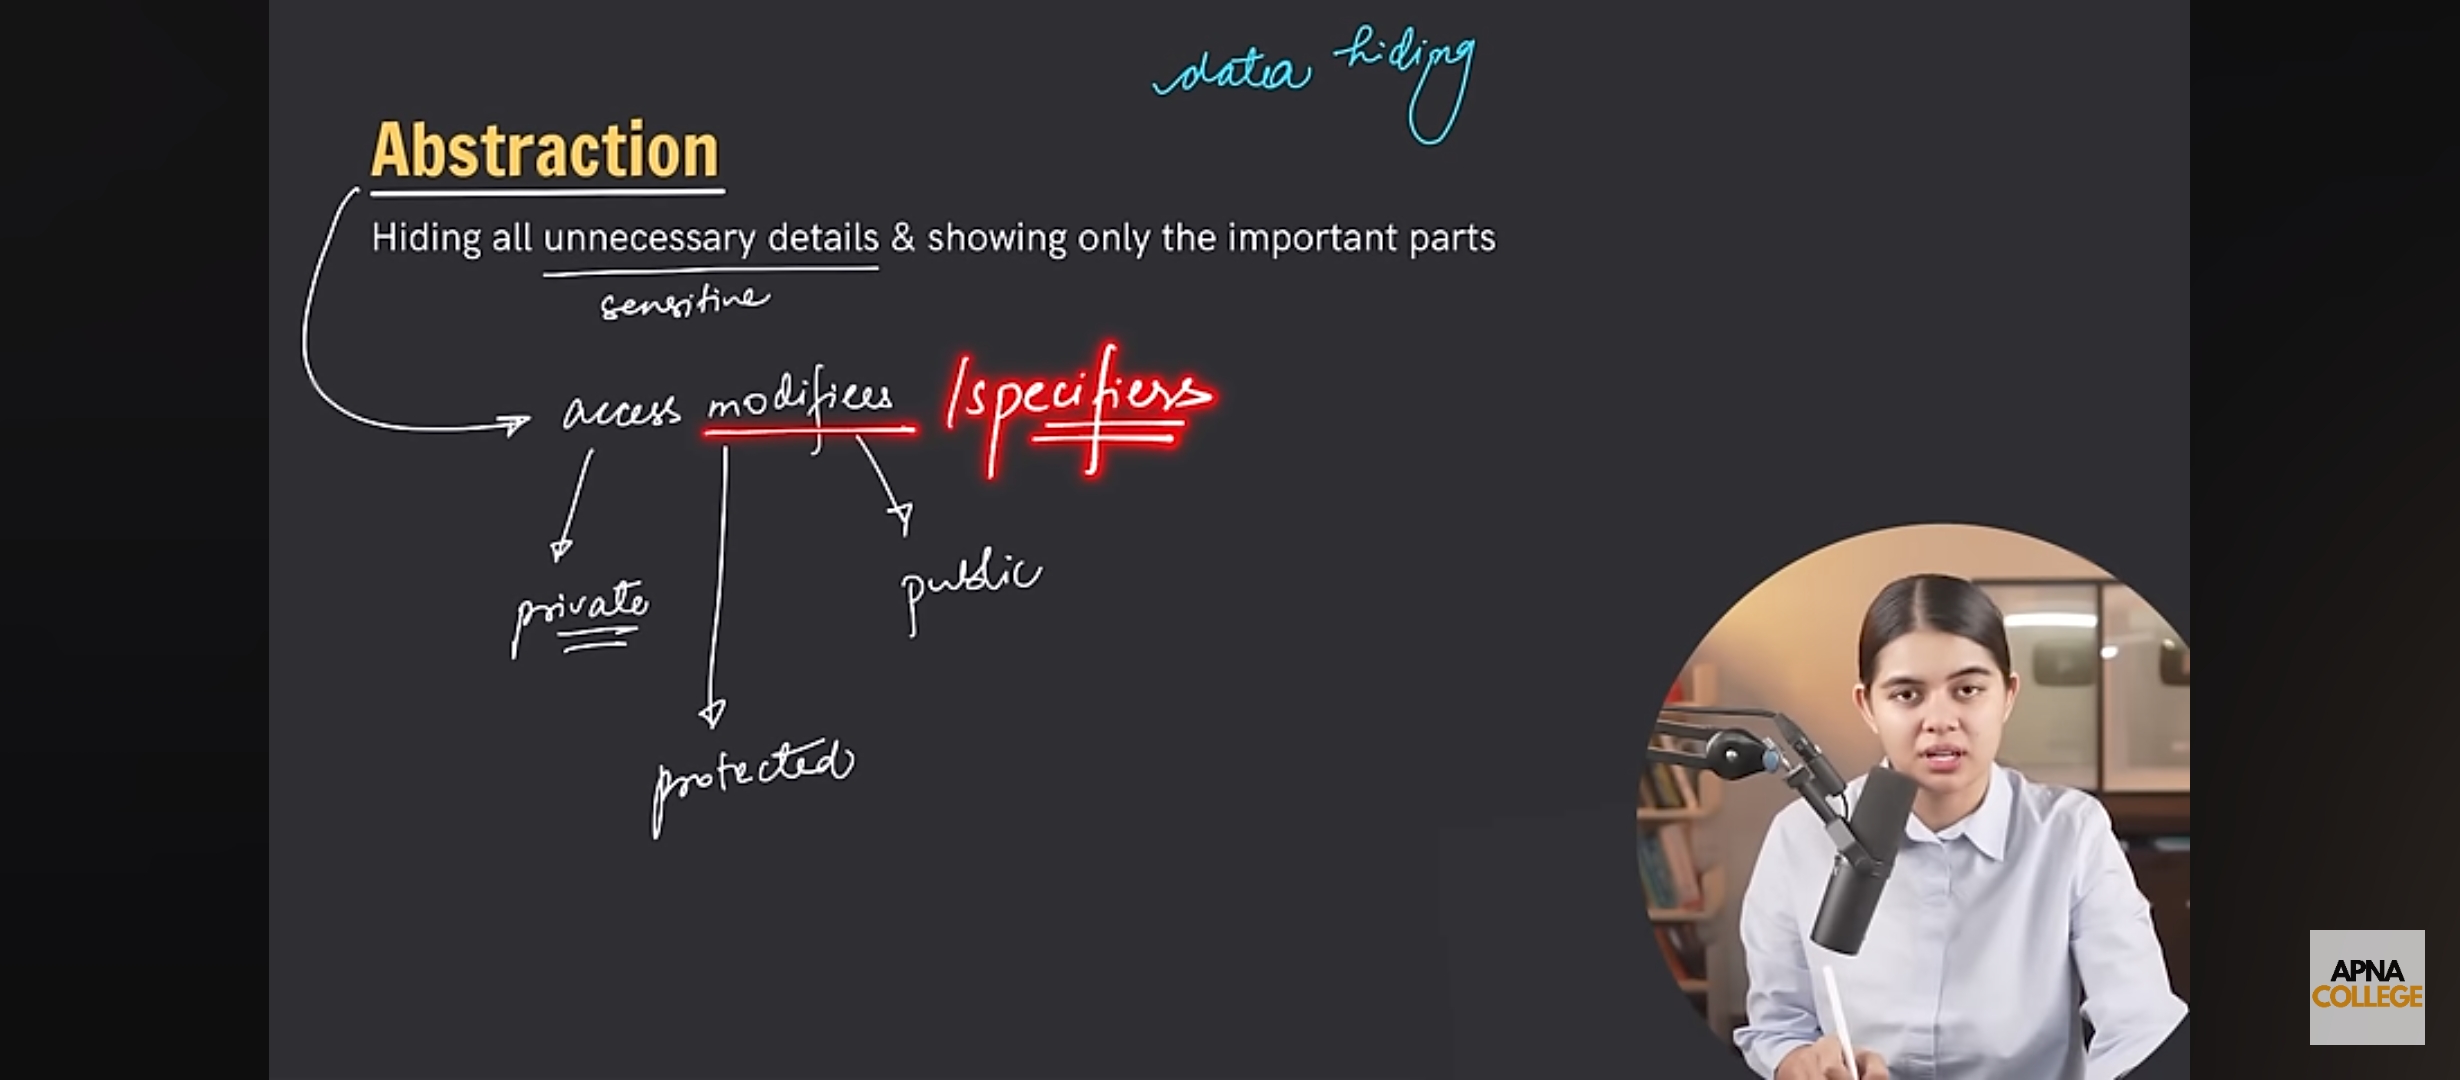 data hiding
Abstraction
Hiding all unnecessary details & showing only the important parts
sensitive
access modifiers /specifiers
public
private
protected
APNA
COLLEGE